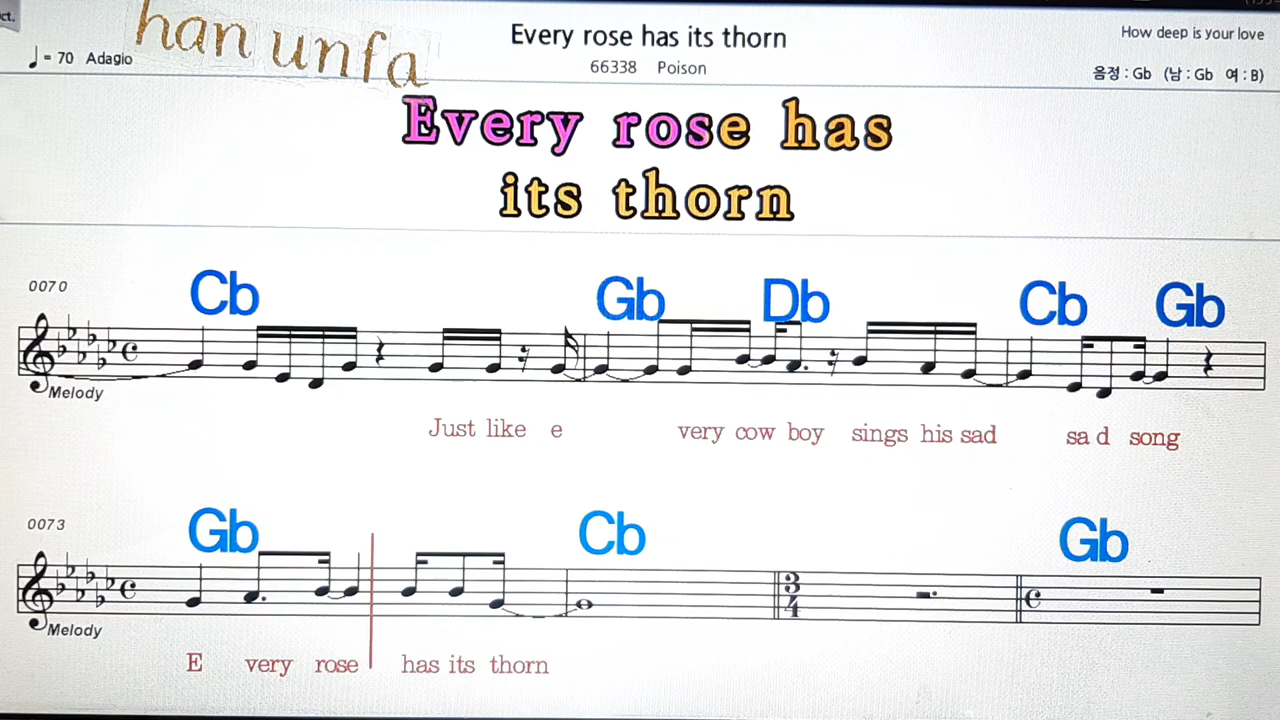 ct.
han unfa
♩= 70 Adagio
Every rose has its thorn
66338 Poison
How deep is your love
음정 : Gb (남 : Gb 여 : B)
Every rose has
its thorn
0070
Cb Gb Db Cb Gb
Melody
Just like e very cow boy sings his sad sa d song
0073
Gb Cb Gb
3
4
Melody
E very rose has its thorn